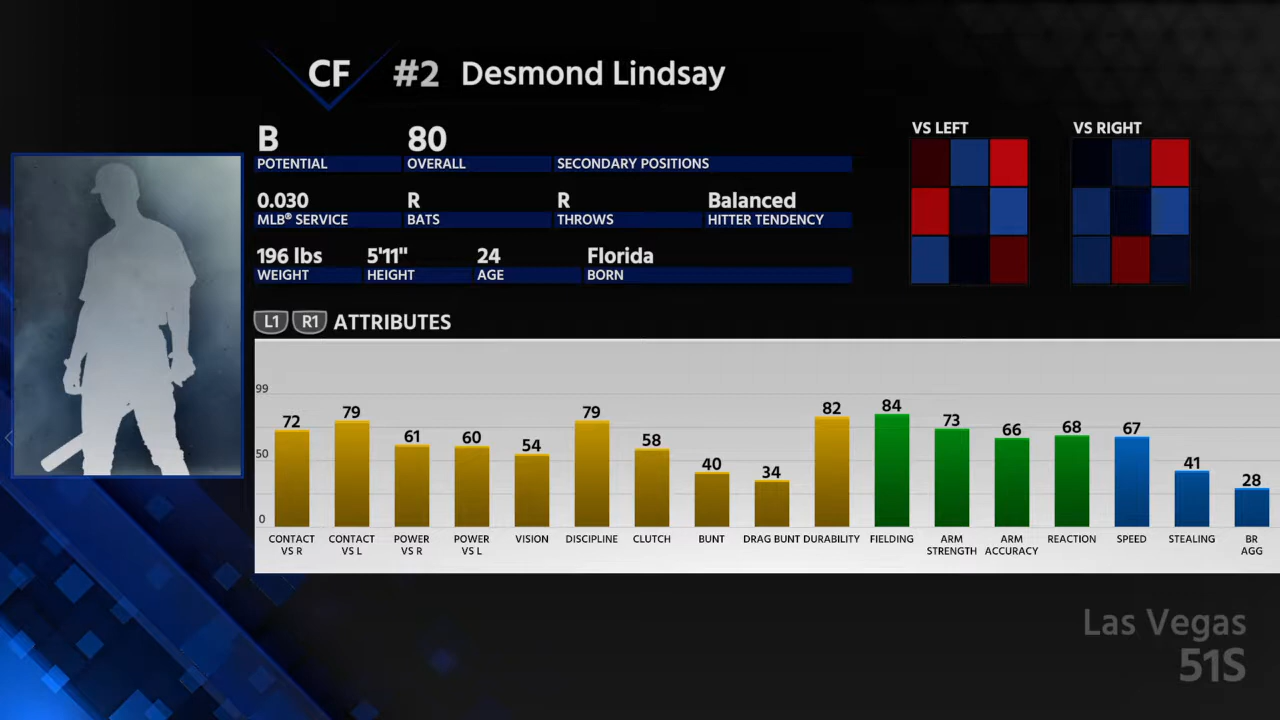 CF #2 Desmond Lindsay
B 80
POTENTIAL OVERALL SECONDARY POSITIONS
0.030 R R Balanced
MLB® SERVICE BATS THROWS HITTER TENDENCY
196 lbs 5'11" 24 Florida
WEIGHT HEIGHT AGE BORN
VS LEFT VS RIGHT
L1 R1 ATTRIBUTES
99
50
0
72 79 61 60 54 79 58 40 34 82 84 73 66 68 67 41 28
CONTACT VS R
CONTACT VS L
POWER VS R
POWER VS L
VISION
DISCIPLINE
CLUTCH
BUNT
DRAG BUNT
DURABILITY
FIELDING
ARM STRENGTH
ARM ACCURACY
REACTION
SPEED
STEALING
BR AGG
Las Vegas
51S